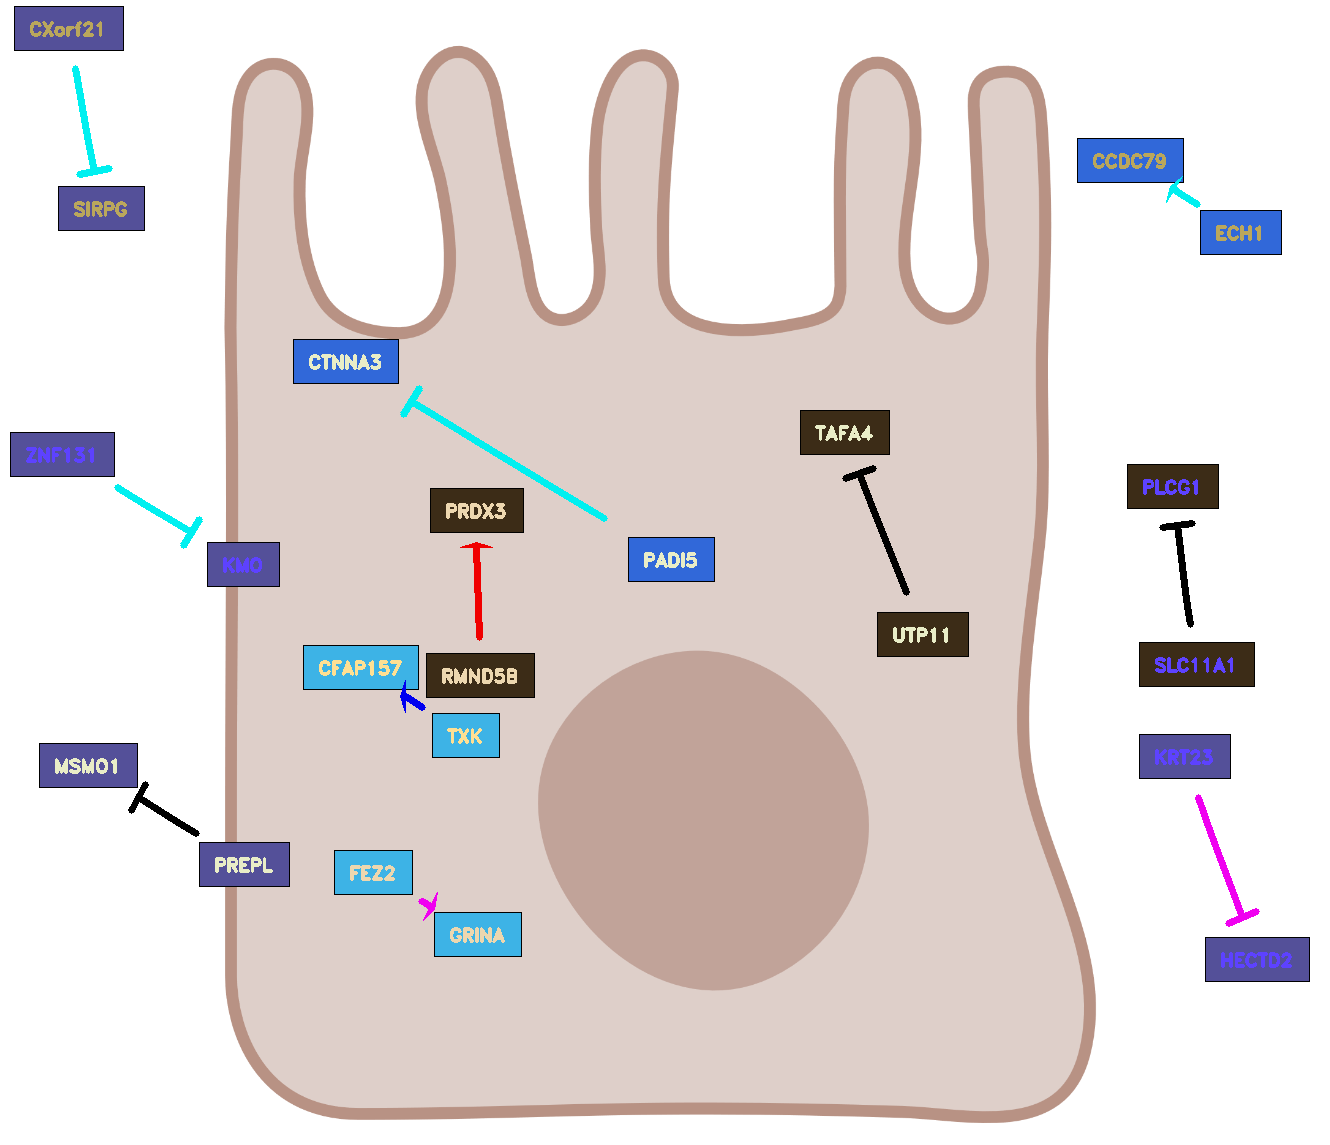 CXorf21
CCDC79
SIRPG
ECH1
CTNNA3
TAFA4
ZNF131
PLCG1
PRDX3
PADI5
KMO
UTP11
CFAP157
RMND5B
SLC11A1
TXK
KRT23
MSMO1
PREPL
FEZ2
GRINA
HECTD2